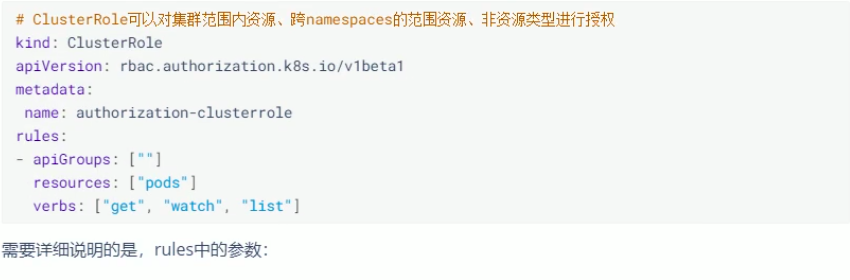 # ClusterRole可以对集群范围内资源、跨namespaces的范围资源、非资源类型进行授权
kind: ClusterRole
apiVersion: rbac.authorization.k8s.io/v1beta1
metadata:
 name: authorization-clusterrole
rules:
- apiGroups: [""]
  resources: ["pods"]
  verbs: ["get", "watch", "list"]
需要详细说明的是，rules中的参数：